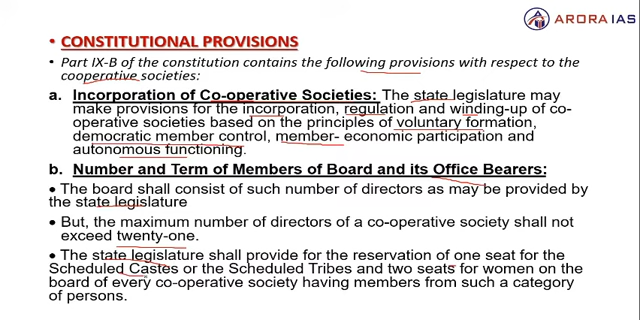 ARORA IAS
• CONSTITUTIONAL PROVISIONS
• Part IX-B of the constitution contains the following provisions with respect to the
cooperative societies:
a. Incorporation of Co-operative Societies: The state legislature may
make provisions for the incorporation, regulation and winding-up of co-
operative societies based on the principles of voluntary formation,
democratic member control, member- economic participation and
autonomous functioning.
b. Number and Term of Members of Board and its Office Bearers:
• The board shall consist of such number of directors as may be provided by
the state legislature
• But, the maximum number of directors of a co-operative society shall not
exceed twenty-one.
• The state legislature shall provide for the reservation of one seat for the
Scheduled Castes or the Scheduled Tribes and two seats for women on the
board of every co-operative society having members from such a category
of persons.